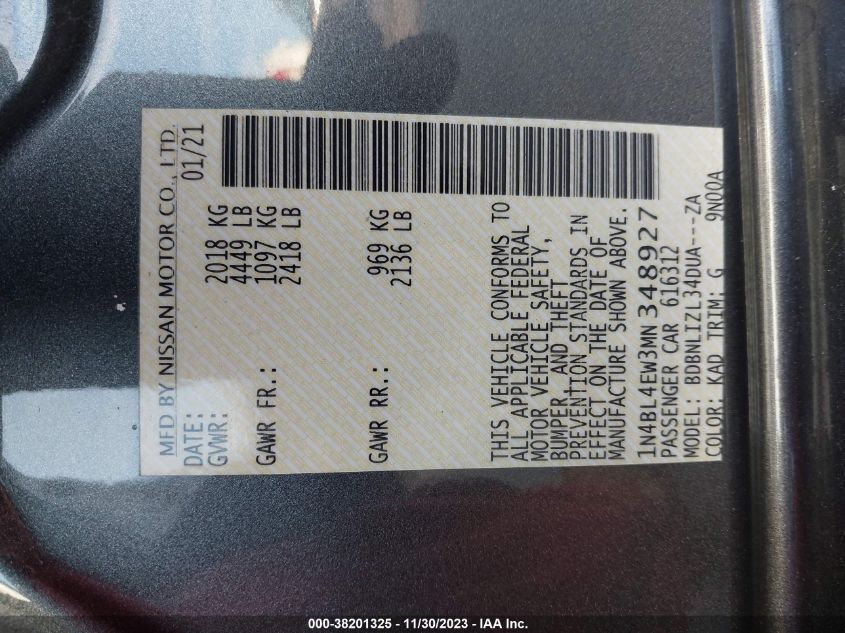 MFD BY NISSAN MOTOR CO., LTD.
DATE: 01/21
GVWR: 2018 KG
4449 LB
GAWR FR.: 1097 KG
2418 LB
GAWR RR.: 969 KG
2136 LB
THIS VEHICLE CONFORMS TO
ALL APPLICABLE FEDERAL
MOTOR VEHICLE SAFETY,
BUMPER AND THEFT
PREVENTION STANDARDS IN
EFFECT ON THE DATE OF
MANUFACTURE SHOWN ABOVE.
1N4BL4EW3MN348927
PASSENGER CAR 616312
MODEL: BDBNLIZL34DUA---ZA
COLOR: KAD TRIM: G 9N00A
000-38201325 - 11/30/2023 - IAA Inc.